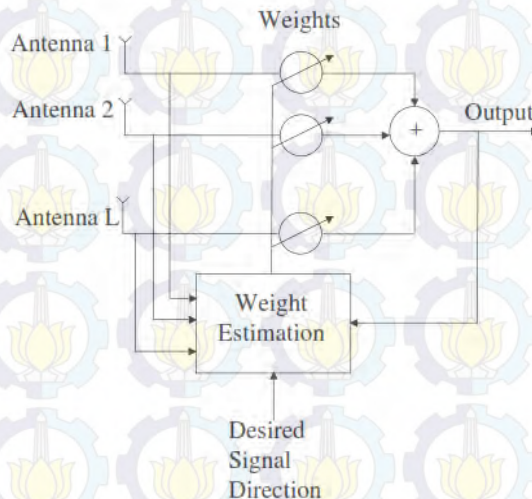 Weights
Antenna 1
Antenna 2
Output
+
Antenna L
Weight
Estimation
Desired
Signal
Direction